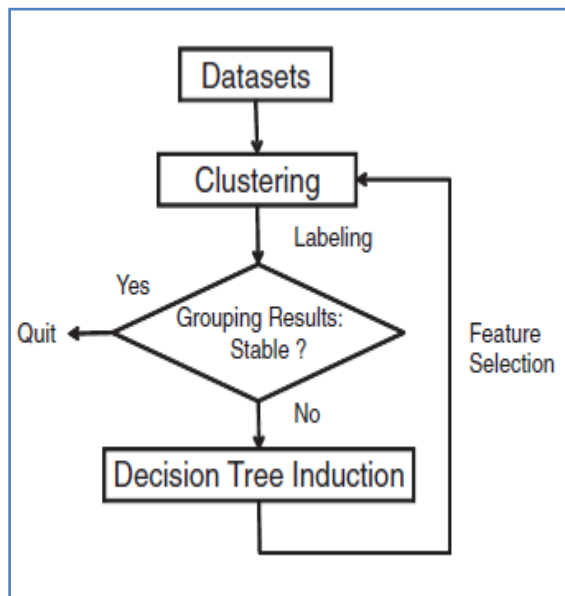 Datasets
Clustering
Labeling
Yes
Grouping Results:
Stable ?
Quit
Feature
Selection
No
Decision Tree Induction